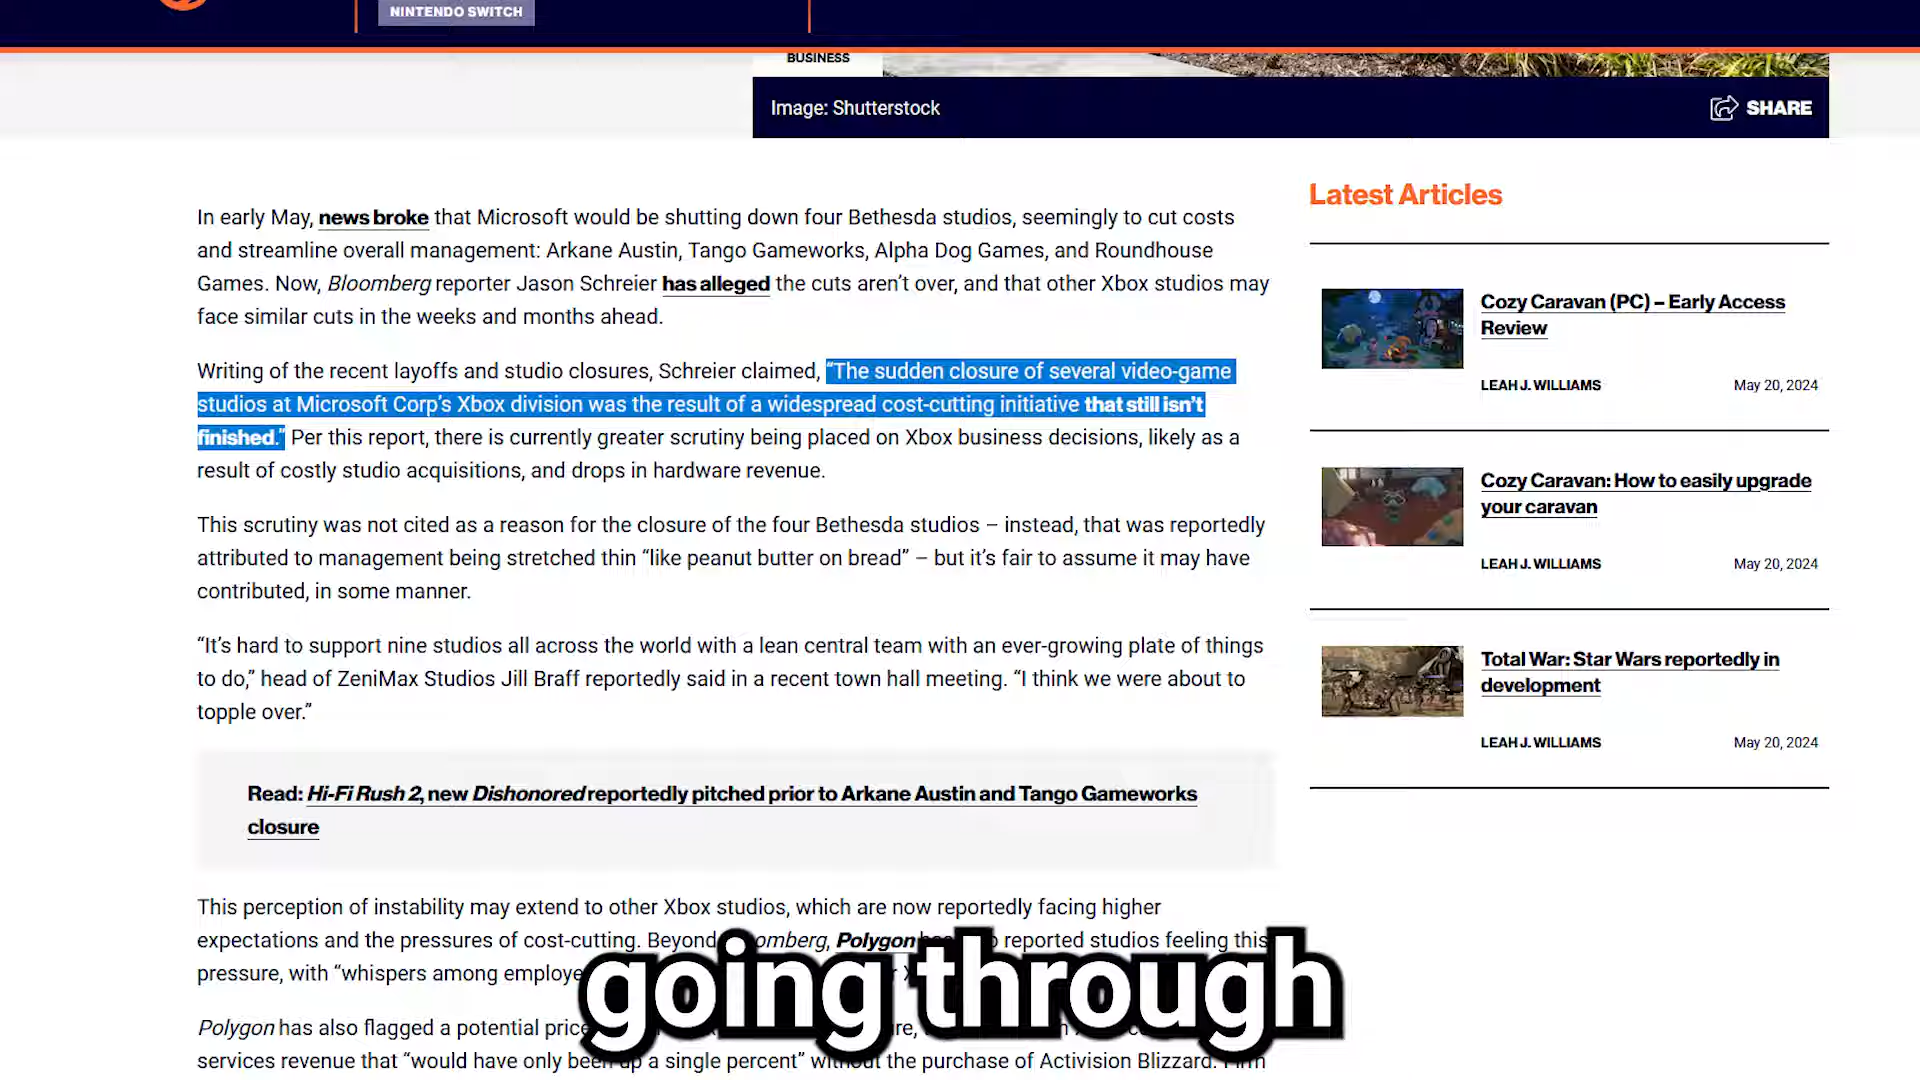 NINTENDO SWITCH
BUSINESS
Image: Shutterstock
SHARE
In early May, news broke that Microsoft would be shutting down four Bethesda studios, seemingly to cut costs
and streamline overall management: Arkane Austin, Tango Gameworks, Alpha Dog Games, and Roundhouse
Games. Now, Bloomberg reporter Jason Schreier has alleged the cuts aren’t over, and that other Xbox studios may
face similar cuts in the weeks and months ahead.
Writing of the recent layoffs and studio closures, Schreier claimed, “The sudden closure of several video-game
studios at Microsoft Corp’s Xbox division was the result of a widespread cost-cutting initiative that still isn’t
finished.” Per this report, there is currently greater scrutiny being placed on Xbox business decisions, likely as a
result of costly studio acquisitions, and drops in hardware revenue.
This scrutiny was not cited as a reason for the closure of the four Bethesda studios – instead, that was reportedly
attributed to management being stretched thin “like peanut butter on bread” – but it’s fair to assume it may have
contributed, in some manner.
“It’s hard to support nine studios all across the world with a lean central team with an ever-growing plate of things
to do,” head of ZeniMax Studios Jill Braff reportedly said in a recent town hall meeting. “I think we were about to
topple over.”
Read: Hi-Fi Rush 2, new Dishonored reportedly pitched prior to Arkane Austin and Tango Gameworks
closure
This perception of instability may extend to other Xbox studios, which are now reportedly facing higher
expectations and the pressures of cost-cutting. Beyond Polygon reported studios feeling this
pressure, with “whispers among
Polygon has also flagged a potential
services revenue that “would have only been up a single percent” without the purchase of Activision Blizzard.
going through
Latest Articles
Cozy Caravan (PC) – Early Access
Review
LEAH J. WILLIAMS May 20, 2024
Cozy Caravan: How to easily upgrade
your caravan
LEAH J. WILLIAMS May 20, 2024
Total War: Star Wars reportedly in
development
LEAH J. WILLIAMS May 20, 2024